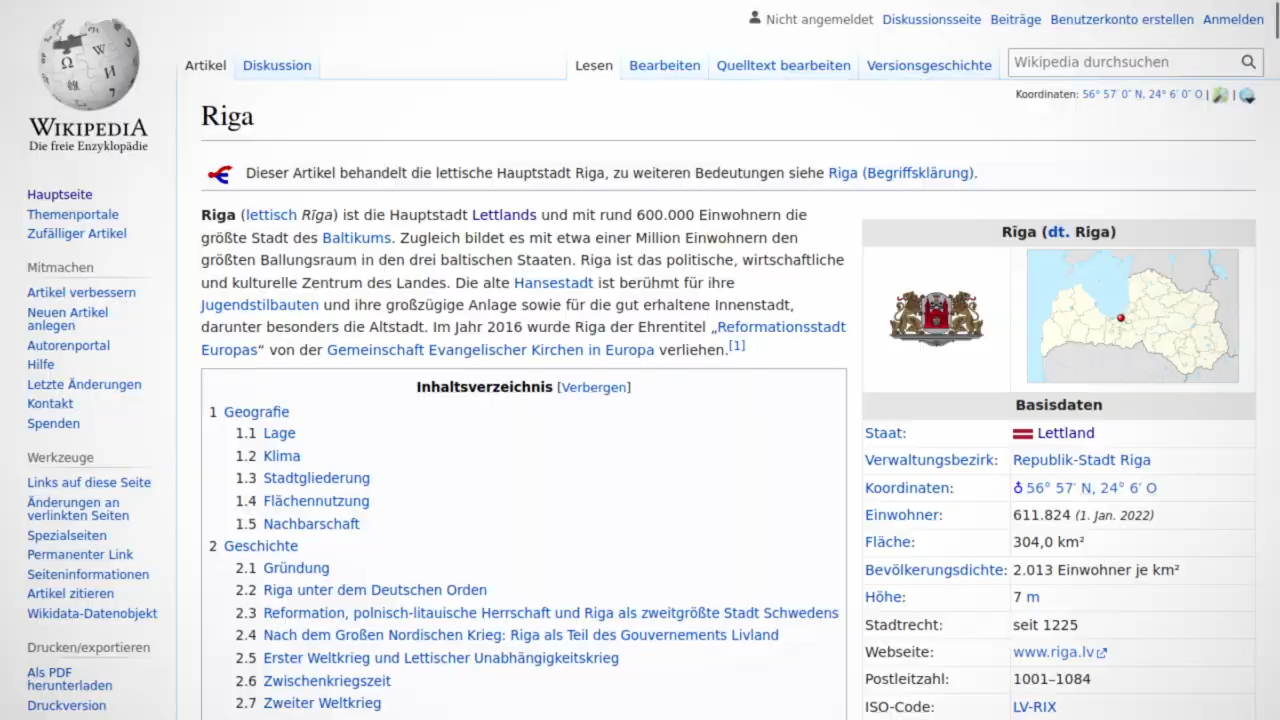 Nicht angemeldet Diskussionsseite Beiträge Benutzerkonto erstellen Anmelden
Artikel Diskussion Lesen Bearbeiten Quelltext bearbeiten Versionsgeschichte Wikipedia durchsuchen
Koordinaten: 56° 57′ 0″ N, 24° 6′ 0″ O | |
WIKIPEDIA
Die freie Enzyklopädie
Hauptseite
Themenportale
Zufälliger Artikel
Mitmachen
Artikel verbessern
Neuen Artikel
anlegen
Autorenportal
Hilfe
Letzte Änderungen
Kontakt
Spenden
Werkzeuge
Links auf diese Seite
Änderungen an
verlinkten Seiten
Spezialseiten
Permanenter Link
Seiteninformationen
Artikel zitieren
Wikidata-Datenobjekt
Drucken/exportieren
Als PDF
herunterladen
Druckversion
Riga
Dieser Artikel behandelt die lettische Hauptstadt Riga, zu weiteren Bedeutungen siehe Riga (Begriffsklärung).
Riga (lettisch Rīga) ist die Hauptstadt Lettlands und mit rund 600.000 Einwohnern die
größte Stadt des Baltikums. Zugleich bildet es mit etwa einer Million Einwohnern den
größten Ballungsraum in den drei baltischen Staaten. Riga ist das politische, wirtschaftliche
und kulturelle Zentrum des Landes. Die alte Hansestadt ist berühmt für ihre
Jugendstilbauten und ihre großzügige Anlage sowie für die gut erhaltene Innenstadt,
darunter besonders die Altstadt. Im Jahr 2016 wurde Riga der Ehrentitel „Reformationsstadt
Europas“ von der Gemeinschaft Evangelischer Kirchen in Europa verliehen.[1]
Inhaltsverzeichnis [Verbergen]
1 Geografie
1.1 Lage
1.2 Klima
1.3 Stadtgliederung
1.4 Flächennutzung
1.5 Nachbarschaft
2 Geschichte
2.1 Gründung
2.2 Riga unter dem Deutschen Orden
2.3 Reformation, polnisch-litauische Herrschaft und Riga als zweitgrößte Stadt Schwedens
2.4 Nach dem Großen Nordischen Krieg: Riga als Teil des Gouvernements Livland
2.5 Erster Weltkrieg und Lettischer Unabhängigkeitskrieg
2.6 Zwischenkriegszeit
2.7 Zweiter Weltkrieg
Rīga (dt. Riga)
Basisdaten
Staat: Lettland
Verwaltungsbezirk: Republik-Stadt Riga
Koordinaten: 56° 57′ N, 24° 6′ O
Einwohner: 611.824 (1. Jan. 2022)
Fläche: 304,0 km²
Bevölkerungsdichte: 2.013 Einwohner je km²
Höhe: 7 m
Stadtrecht: seit 1225
Webseite: www.riga.lv
Postleitzahl: 1001–1084
ISO-Code: LV-RIX